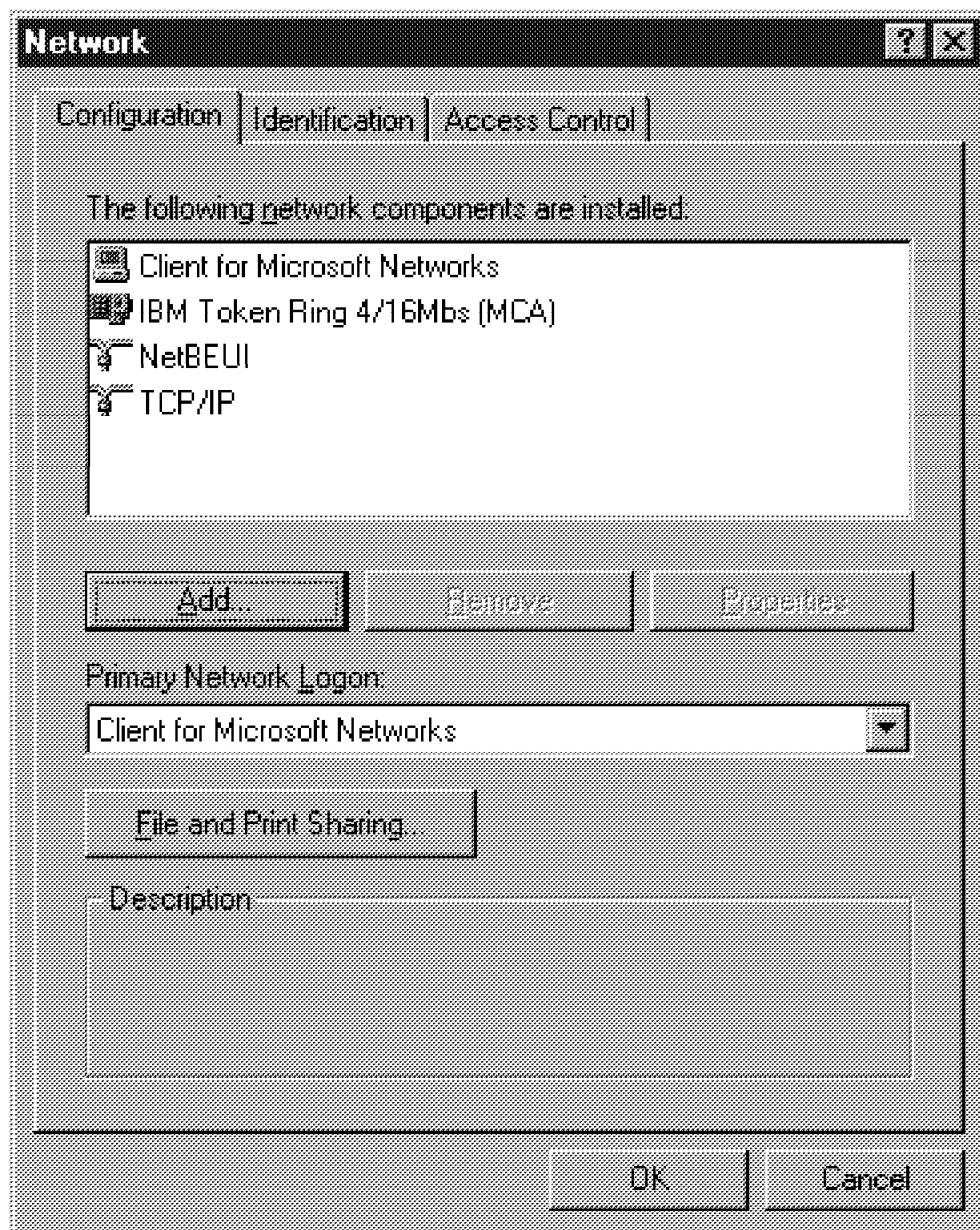 Network
Configuration Identification Access Control
The following network components are installed:
Client for Microsoft Networks
IBM Token Ring 4/16Mbs (MCA)
NetBEUI
TCP/IP
Add... Remove Properties
Primary Network Logon:
Client for Microsoft Networks
File and Print Sharing...
Description
OK Cancel